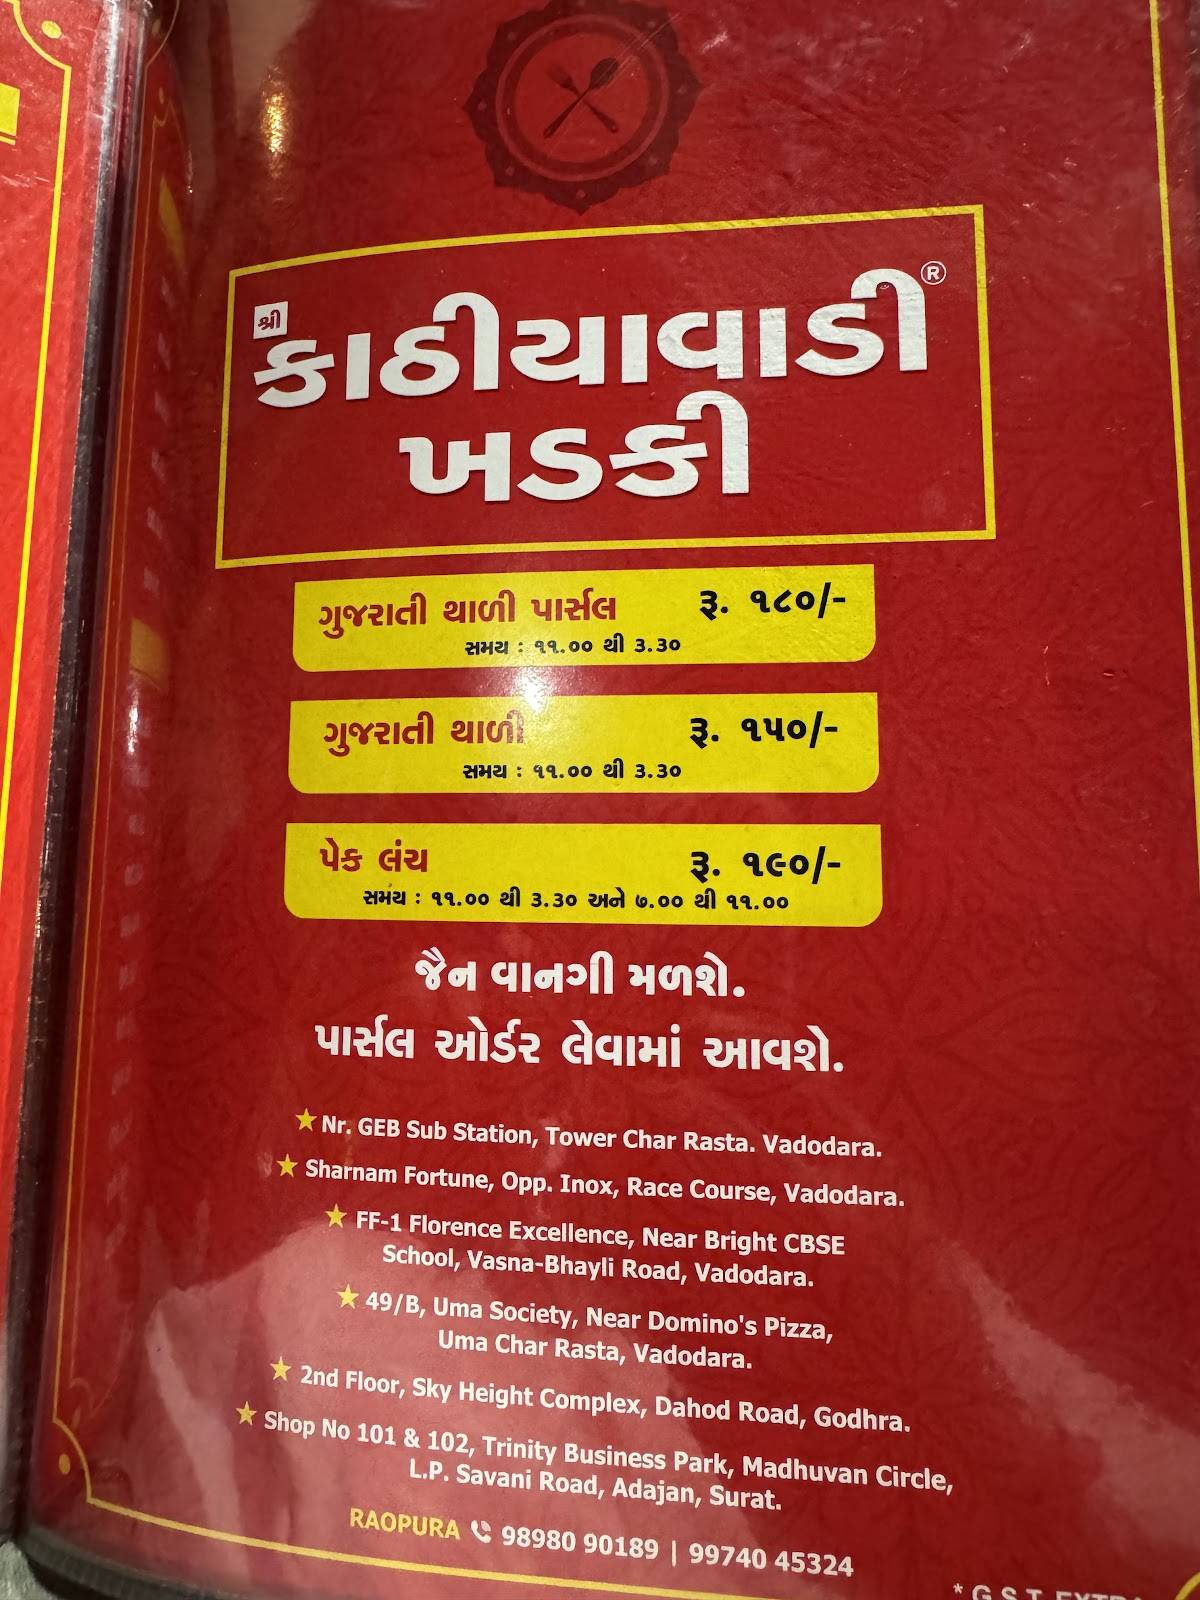 શ્રી
કાઠીયાવાડી®
ખડકી
ગુજરાતી થાળી પાર્સલ રૂ. ૧૮૦/-
સમય : ૧૧.૦૦ થી ૩.૩૦
ગુજરાતી થાળી રૂ. ૧૫૦/-
સમય : ૧૧.૦૦ થી ૩.૩૦
પેક લંચ રૂ. ૧૯૦/-
સમય : ૧૧.૦૦ થી ૩.૩૦ અને ૭.૦૦ થી ૧૧.૦૦
જૈન વાનગી મળશે.
પાર્સલ ઓર્ડર લેવામાં આવશે.
★ Nr. GEB Sub Station, Tower Char Rasta. Vadodara.
★ Sharnam Fortune, Opp. Inox, Race Course, Vadodara.
★ FF-1 Florence Excellence, Near Bright CBSE
School, Vasna-Bhayli Road, Vadodara.
★ 49/B, Uma Society, Near Domino's Pizza,
Uma Char Rasta, Vadodara.
★ 2nd Floor, Sky Height Complex, Dahod Road, Godhra.
★ Shop No 101 & 102, Trinity Business Park, Madhuvan Circle,
L.P. Savani Road, Adajan, Surat.
RAOPURA 98980 90189 | 99740 45324
* G.S.T. EXTRA